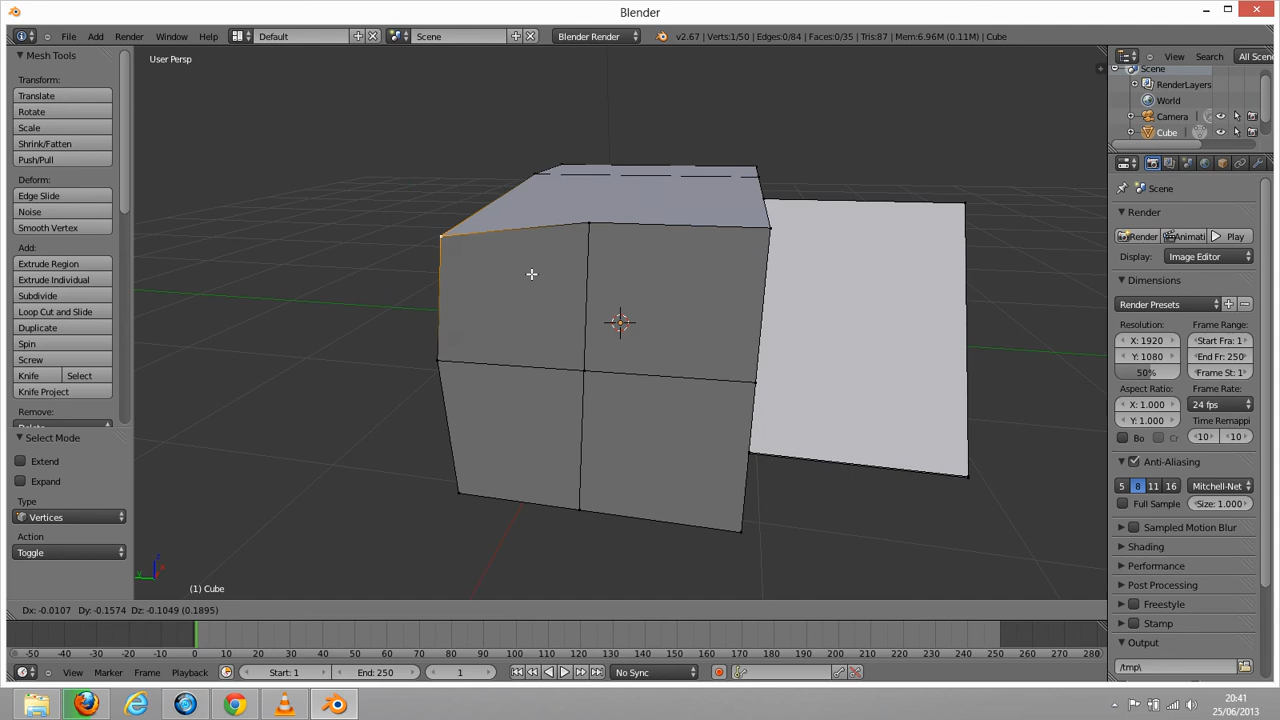 Blender
File Add Render Window Help Default Scene Blender Render v2.67 | Verts:1/50 | Edges:0/84 | Faces:0/35 | Tris:87 | Mem:6.96M (0.11M) | Cube
Mesh Tools
Transform:
Translate
Rotate
Scale
Shrink/Fatten
Push/Pull
Deform:
Edge Slide
Noise
Smooth Vertex
Add:
Extrude Region
Extrude Individual
Subdivide
Loop Cut and Slide
Duplicate
Spin
Screw
Knife Select
Knife Project
Remove:
Select Mode
Extend
Expand
Type
Vertices
Action
Toggle
User Persp
z
y
x
(1) Cube
Dx: -0.0107 Dy: -0.1574 Dz: -0.1049 (0.1895)
View Search All Scene
Scene
RenderLayers
World
Camera
Cube
Scene
Render
Render Animati Play
Display: Image Editor
Dimensions
Render Presets
Resolution: Frame Range:
X: 1920 Start Fra: 1
Y: 1080 End Fr: 250
50% Frame St: 1
Aspect Ratio: Frame Rate:
X: 1.000 24 fps
Y: 1.000 Time Remappi
Bo Cr 10 10
Anti-Aliasing
5 8 11 16 Mitchell-Net
Full Sample Size: 1.000
Sampled Motion Blur
Shading
Performance
Post Processing
Freestyle
Stamp
Output
/tmp\
-50 -40 -30 -20 -10 0 10 20 30 40 50 60 70 80 90 100 110 120 130 140 150 160 170 180 190 200 210 220 230 240 250 260 270 280
View Marker Frame Playback Start: 1 End: 250 1 No Sync
20:41
25/06/2013